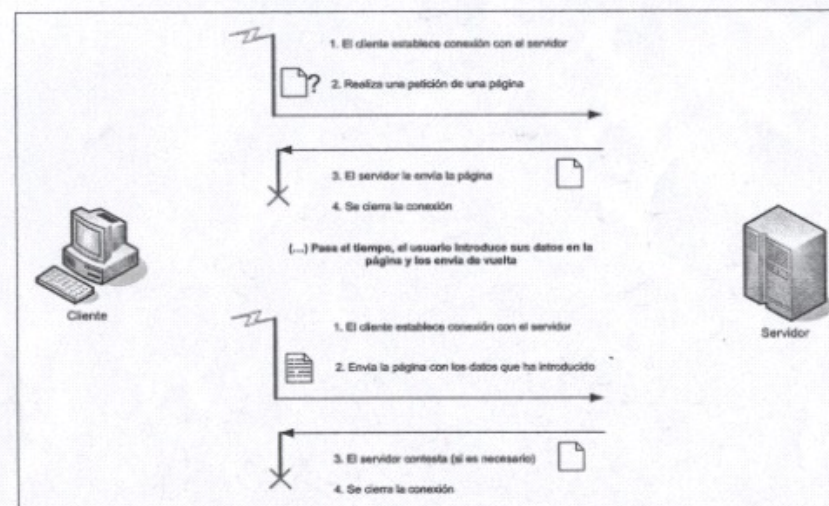 1. El cliente establece conexión con el servidor
?
2. Realiza una petición de una página
3. El servidor le envía la página
4. Se cierra la conexión
(...) Pasa el tiempo, el usuario introduce sus datos en la
página y los envía de vuelta
Cliente
Servidor
1. El cliente establece conexión con el servidor
2. Envía la página con los datos que ha introducido
3. El servidor contesta (si es necesario)
4. Se cierra la conexión